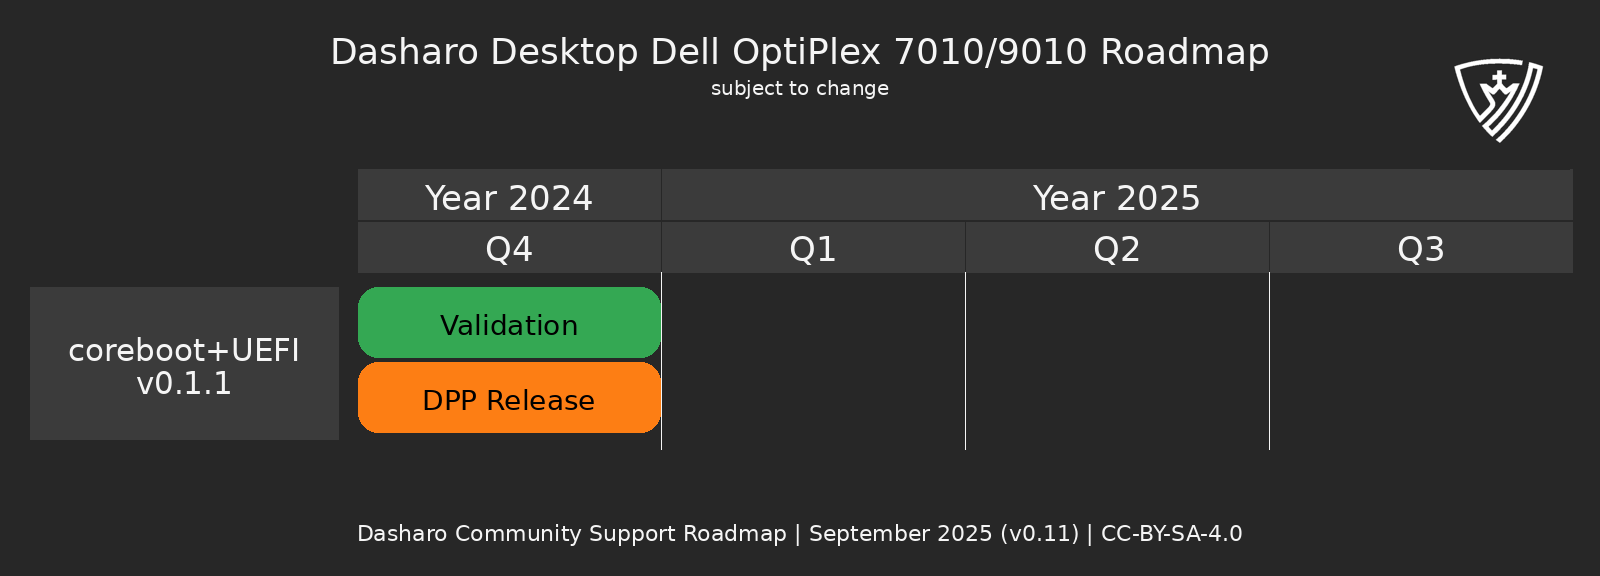 Dasharo Desktop Dell OptiPlex 7010/9010 Roadmap
subject to change
Year 2024
Year 2025
Q4
Q1
Q2
Q3
coreboot+UEFI
v0.1.1
Validation
DPP Release
Dasharo Community Support Roadmap | September 2025 (v0.11) | CC-BY-SA-4.0